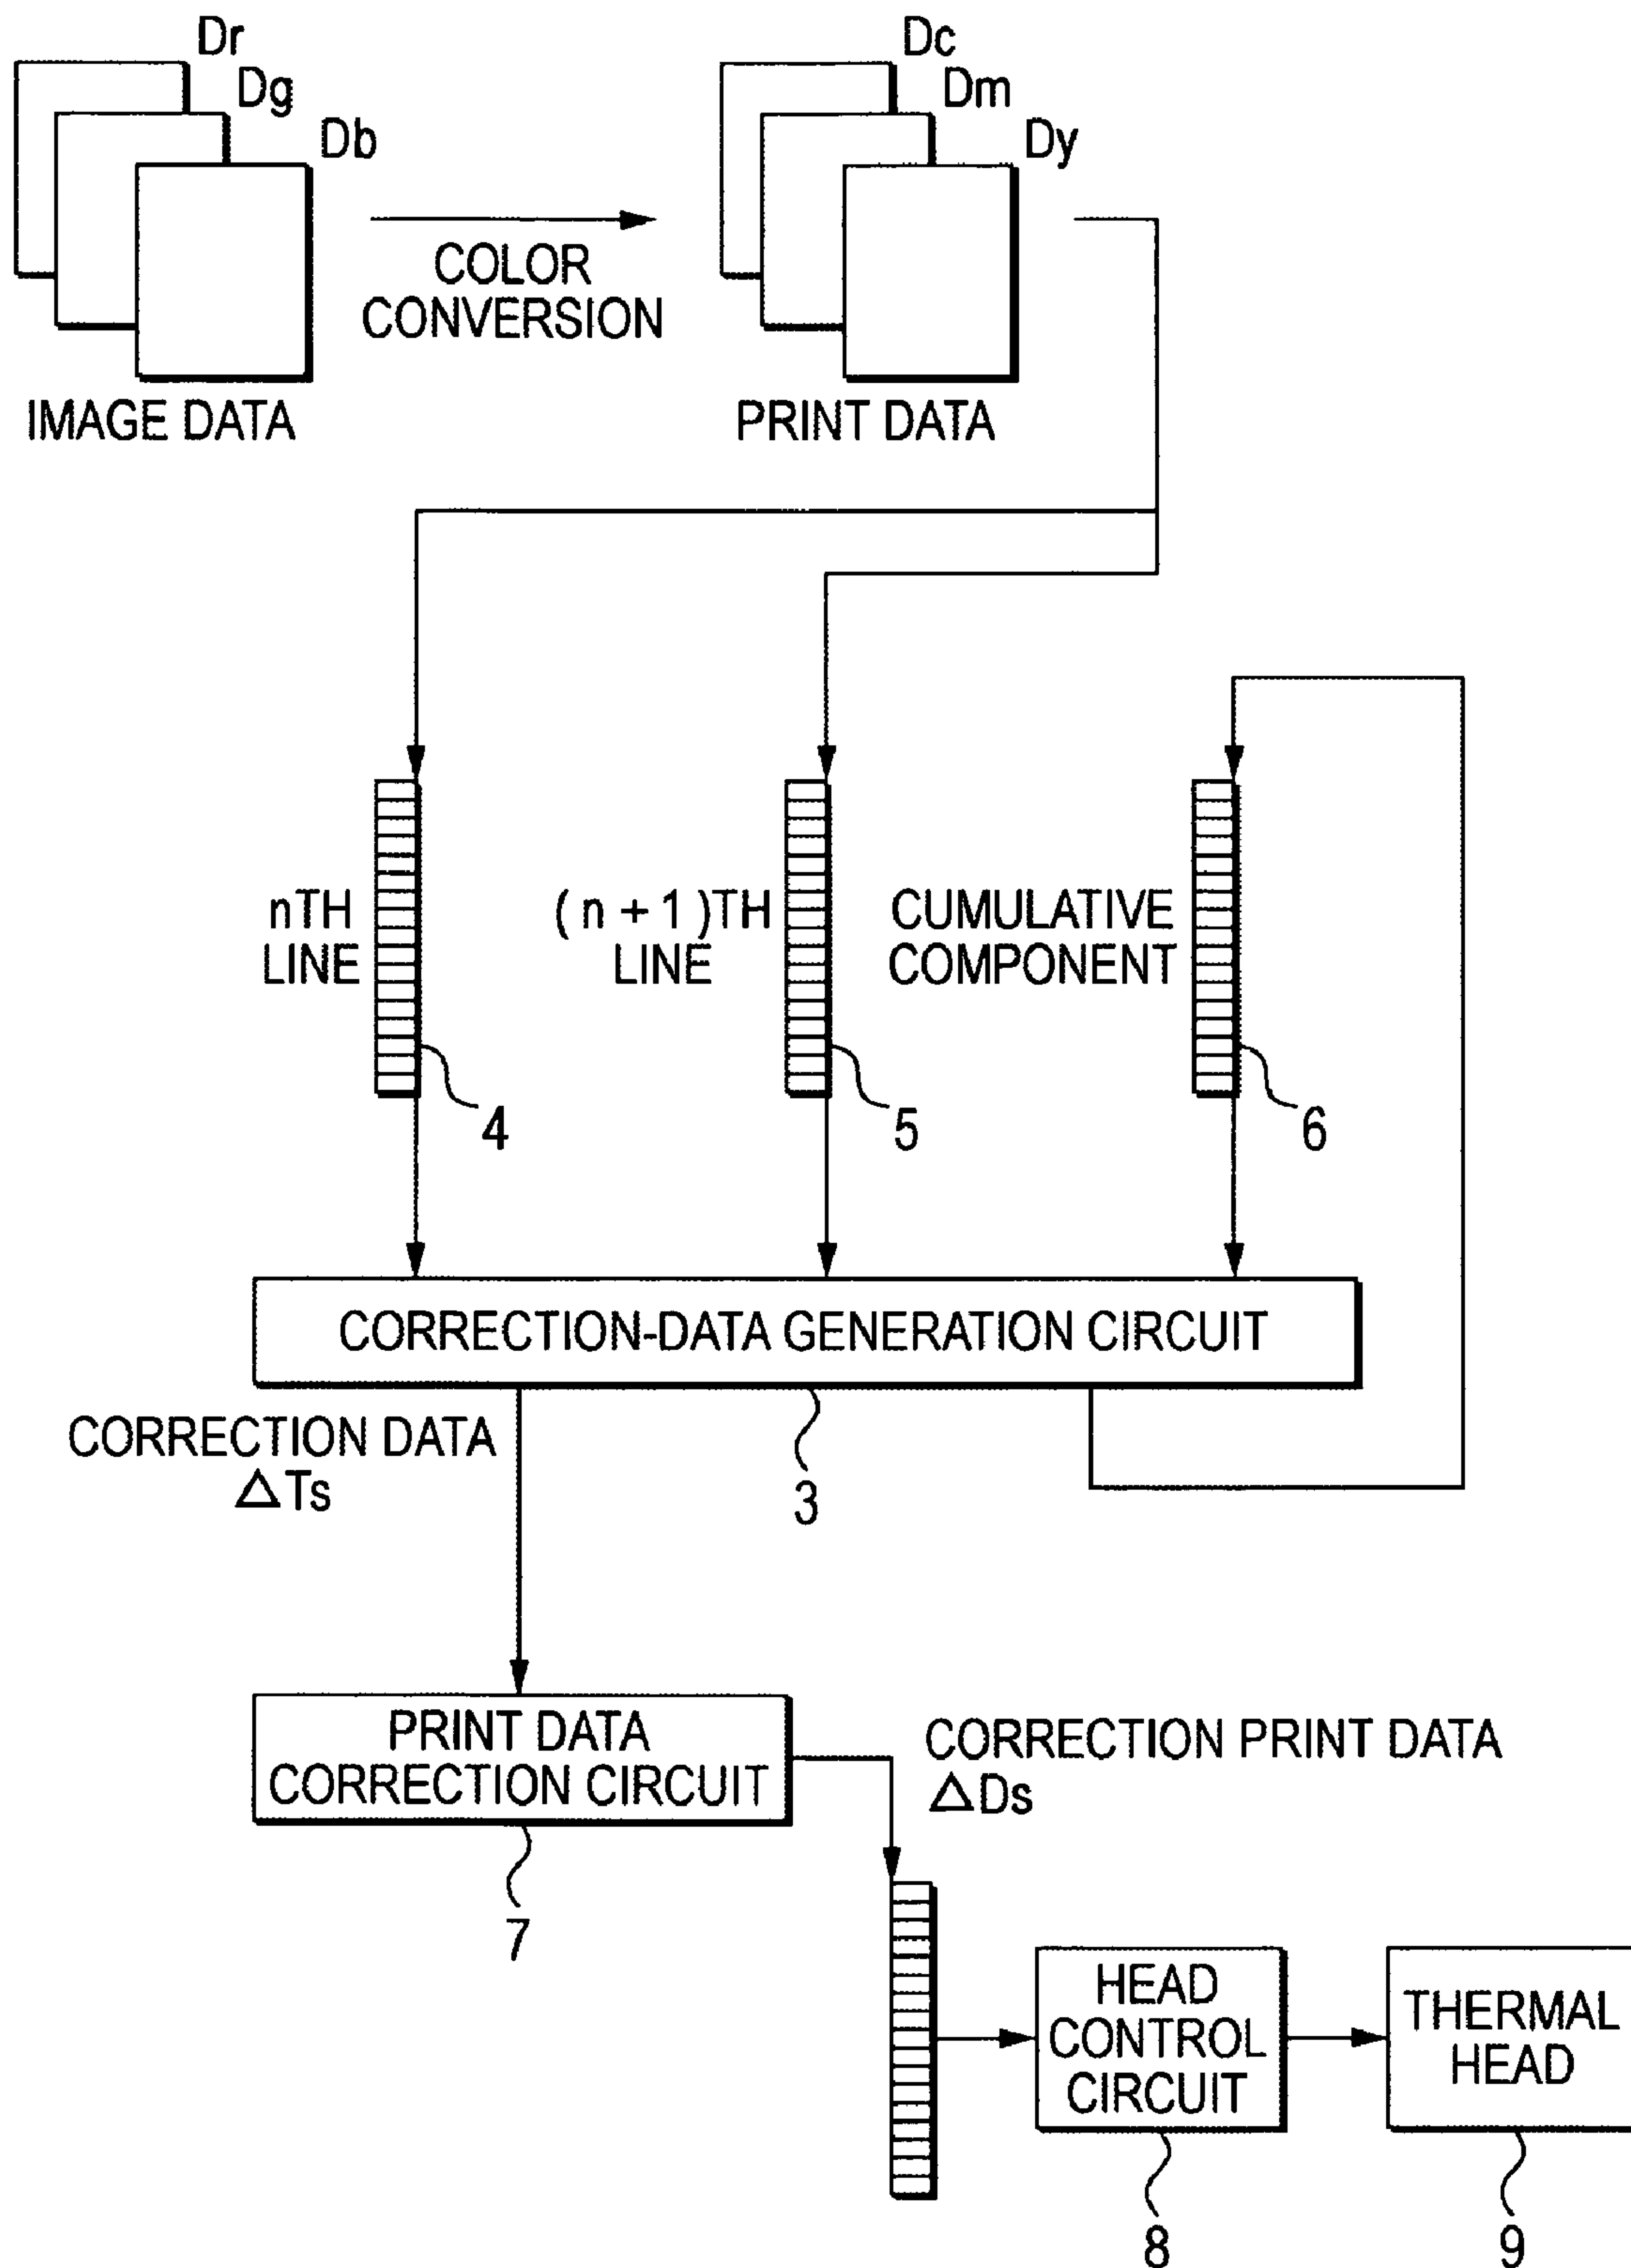 Dr
Dg
Db
Dc
Dm
Dy
COLOR
CONVERSION
IMAGE DATA
PRINT DATA
nTH
LINE
( n + 1 )TH
LINE
CUMULATIVE
COMPONENT
4
5
6
CORRECTION-DATA GENERATION CIRCUIT
CORRECTION DATA
△Ts
3
PRINT DATA
CORRECTION CIRCUIT
CORRECTION PRINT DATA
△Ds
7
HEAD
CONTROL
CIRCUIT
THERMAL
HEAD
8
9